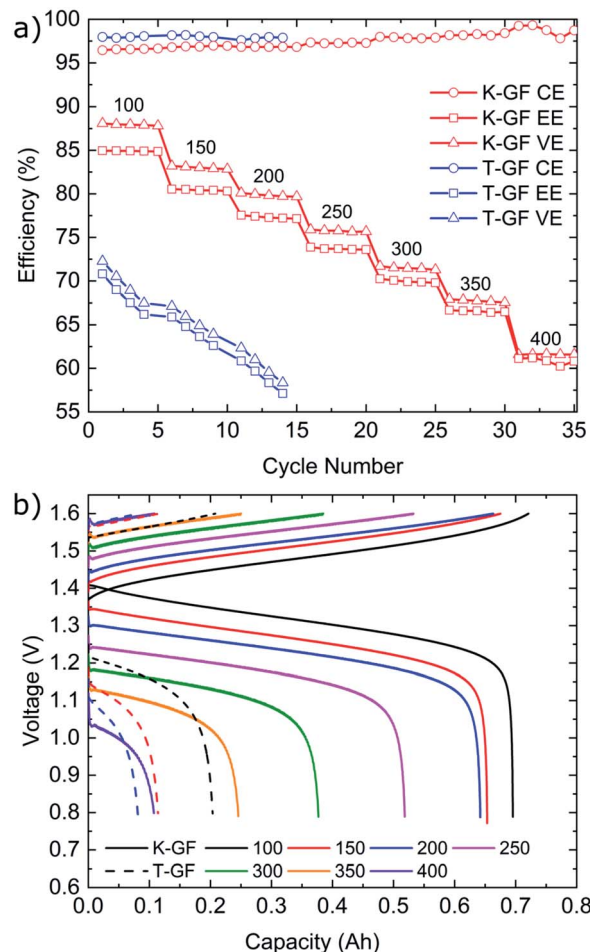 a)
100
95
90
85
80
75
70
65
60
55
Efficiency (%)
100
150
200
250
300
350
400
K-GF CE
K-GF EE
K-GF VE
T-GF CE
T-GF EE
T-GF VE
0 5 10 15 20 25 30 35
Cycle Number
b)
1.6
1.5
1.4
1.3
1.2
1.1
1.0
0.9
0.8
0.7
0.6
Voltage (V)
K-GF 100 150 200 250
T-GF 300 350 400
0.0 0.1 0.2 0.3 0.4 0.5 0.6 0.7 0.8
Capacity (Ah)